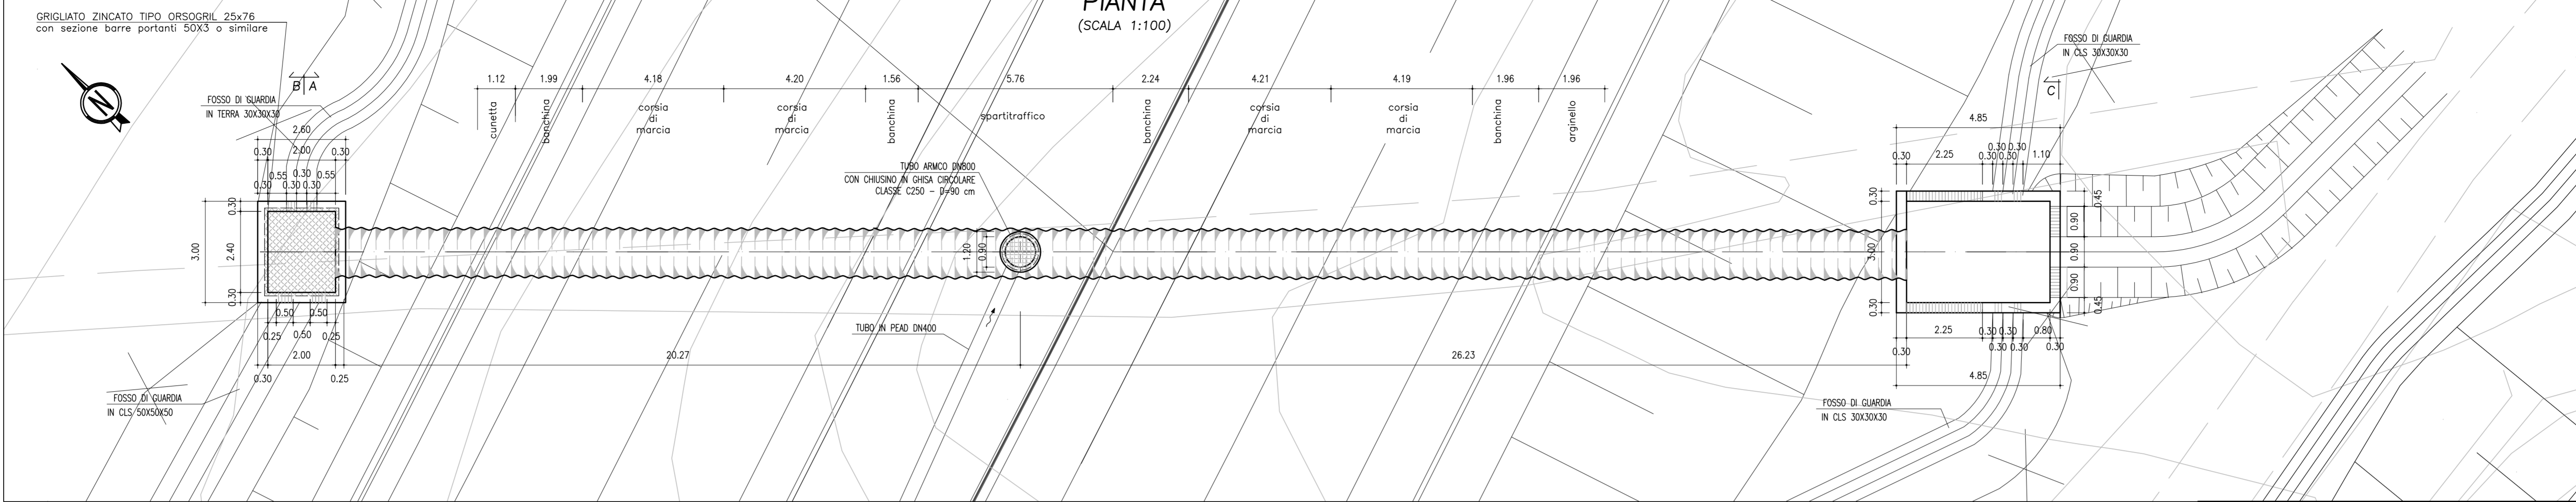 PIANTA
(SCALA 1:100)
GRIGLIATO ZINCATO TIPO ORSOGRIL 25x76
con sezione barre portanti 50X3 o similare
N
B A
FOSSO DI GUARDIA
IN TERRA 30X30X30
1.12
1.99
4.18
4.20
1.56
5.76
2.24
4.21
4.19
1.96
1.96
cunetta
banchina
corsia
di
marcia
corsia
di
marcia
banchina
spartitraffico
banchina
corsia
di
marcia
corsia
di
marcia
banchina
arginello
FOSSO DI GUARDIA
IN CLS 30X30X30
C
2.60
0.30
2.00
0.30
0.55
0.30
0.55
0.30
0.30
0.30
0.30
3.00
2.40
0.30
0.50
0.50
0.25
0.50
0.25
2.00
0.30
0.25
FOSSO DI GUARDIA
IN CLS 50X50X50
TUBO ARMCO DN800
CON CHIUSINO IN GHISA CIRCOLARE
CLASSE C250 - D=90 cm
1.20
0.90
TUBO IN PEAD DN400
20.27
26.23
4.85
0.30
2.25
0.30
0.30
0.30
0.30
1.10
0.30
3.00
0.30
0.45
0.90
0.90
0.90
0.45
2.25
0.30
0.30
0.80
0.30
0.30
0.30
0.30
4.85
FOSSO DI GUARDIA
IN CLS 30X30X30